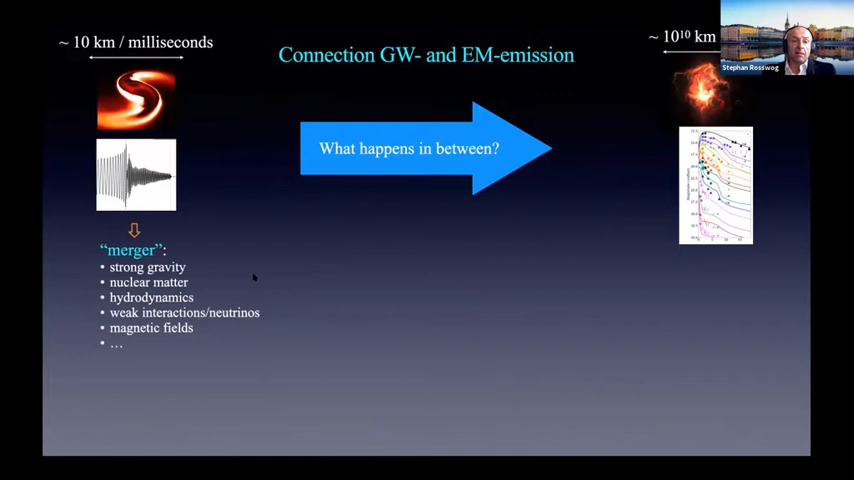 ~ 10 km / milliseconds
Connection GW- and EM-emission
~ 10¹⁰ km
Stephan Rosswog
What happens in between?
“merger”:
• strong gravity
• nuclear matter
• hydrodynamics
• weak interactions/neutrinos
• magnetic fields
• …